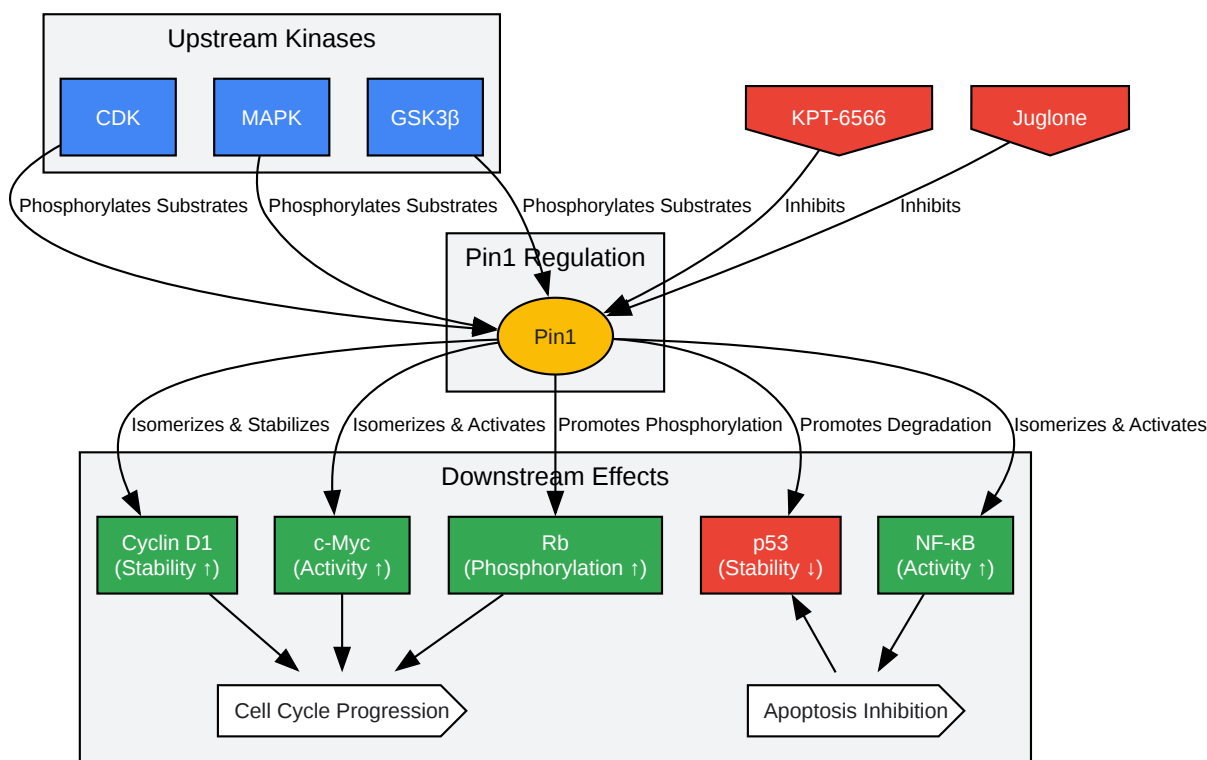 Upstream Kinases
CDK
MAPK
GSK3β
KPT-6566
Juglone
Phosphorylates Substrates
Phosphorylates Substrates
Phosphorylates Substrates
Inhibits
Inhibits
Pin1 Regulation
Pin1
Isomerizes & Stabilizes
Isomerizes & Activates
Promotes Phosphorylation
Promotes Degradation
Isomerizes & Activates
Downstream Effects
Cyclin D1
(Stability ↑)
c-Myc
(Activity ↑)
Rb
(Phosphorylation ↑)
p53
(Stability ↓)
NF-κB
(Activity ↑)
Cell Cycle Progression
Apoptosis Inhibition